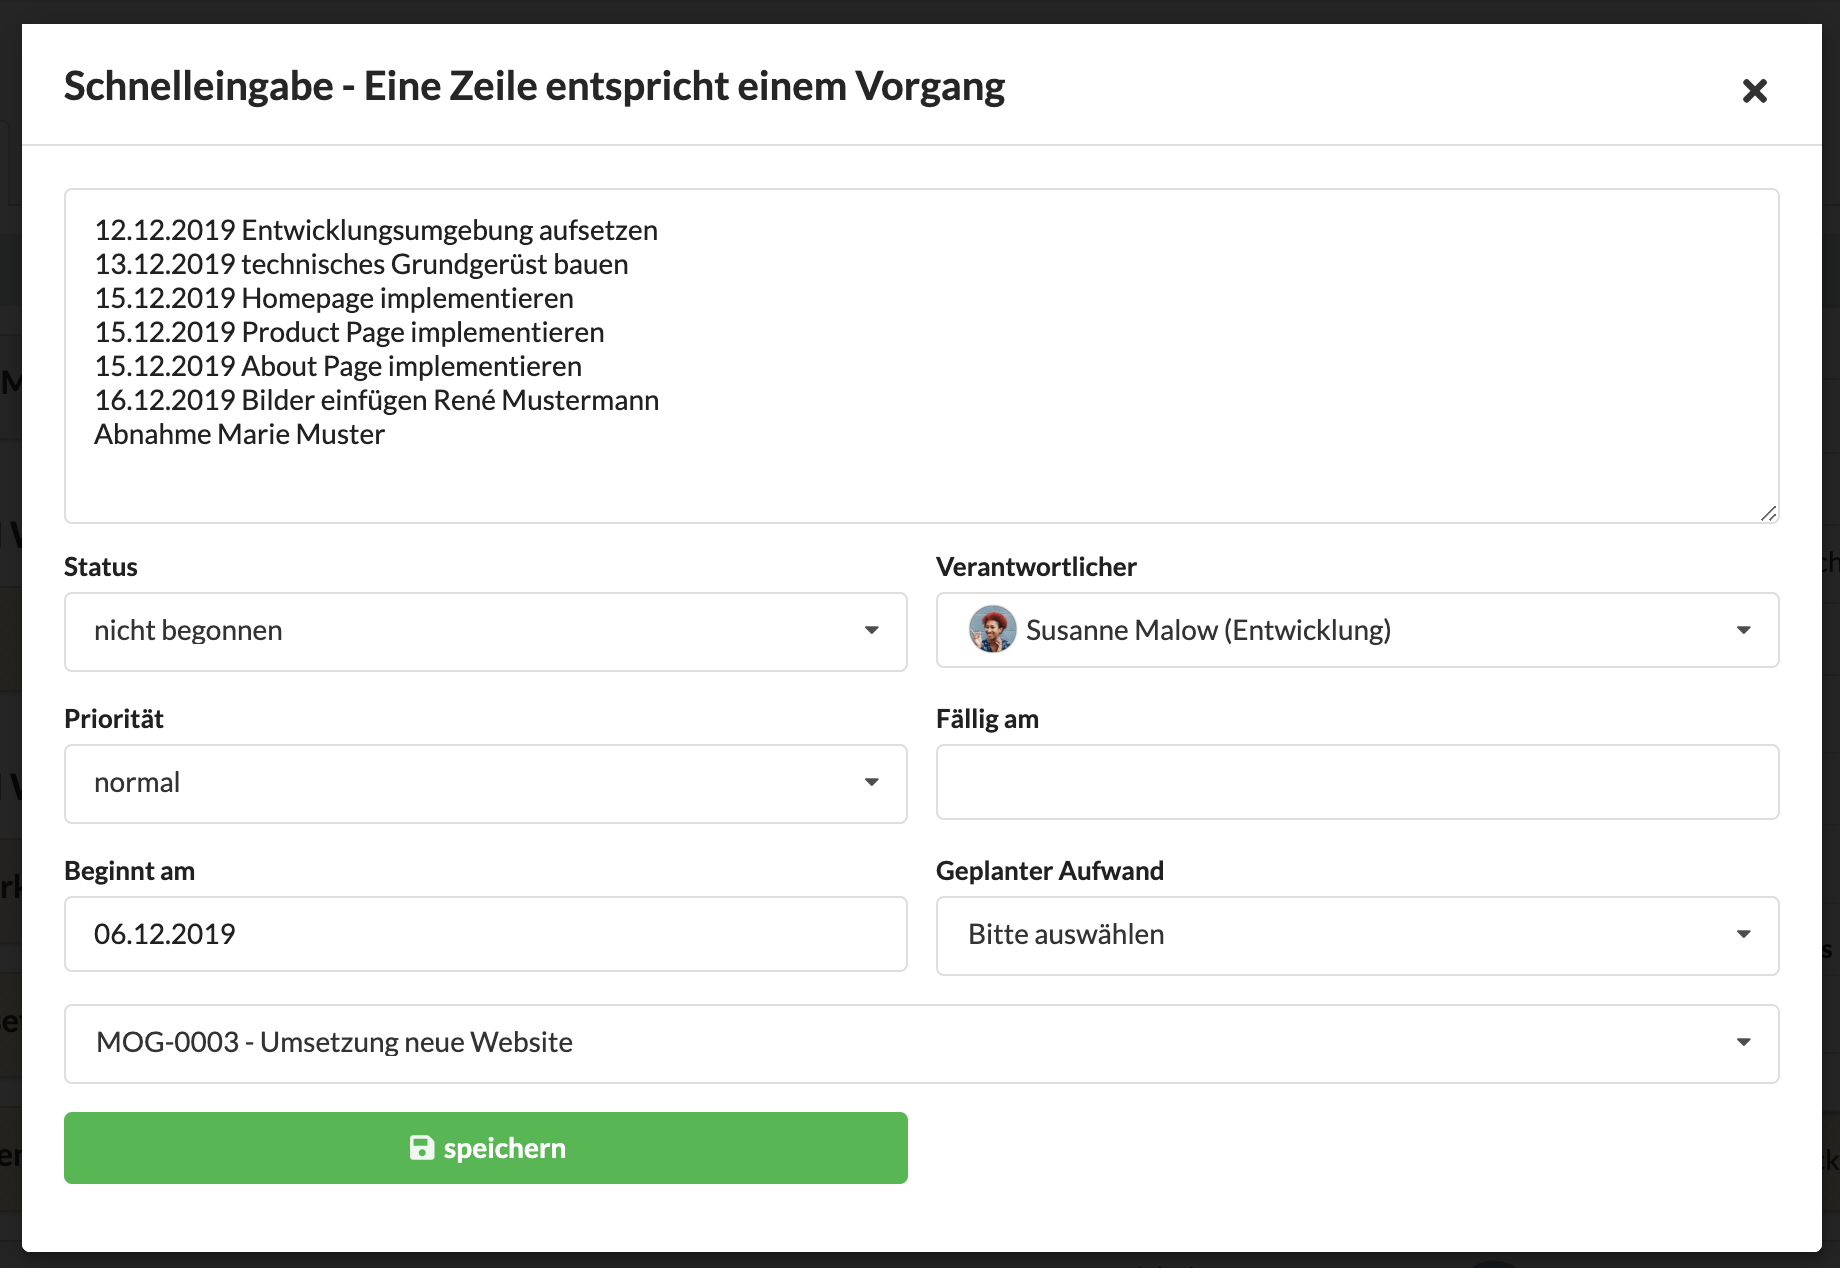 Schnelleingabe - Eine Zeile entspricht einem Vorgang
12.12.2019 Entwicklungsumgebung aufsetzen
13.12.2019 technisches Grundgerüst bauen
15.12.2019 Homepage implementieren
15.12.2019 Product Page implementieren
15.12.2019 About Page implementieren
16.12.2019 Bilder einfügen René Mustermann
Abnahme Marie Muster
Status
Verantwortlicher
nicht begonnen
Susanne Malow (Entwicklung)
Priorität
Fällig am
normal
Beginnt am
Geplanter Aufwand
06.12.2019
Bitte auswählen
MOG-0003 - Umsetzung neue Website
speichern